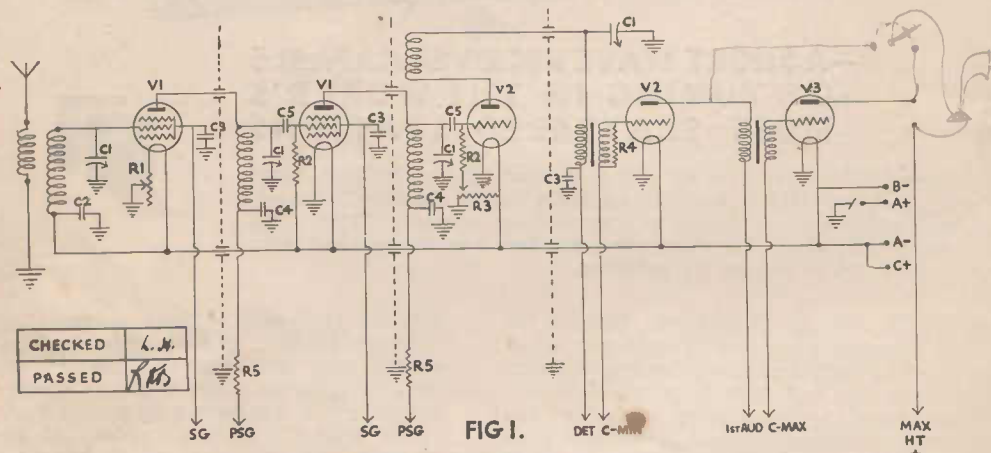 C1
V1
V1
V2
V2
V3
C3
C5
C3
C5
C1
R1
C1
R2
C1
R2
R4
C2
C4
C4
R3
C3
B-
A+
A-
C+
CHECKED L.H.
PASSED
R5
R5
SG PSG SG PSG FIG 1. DET C-MIN 1st AUD C-MAX MAX
HT
+